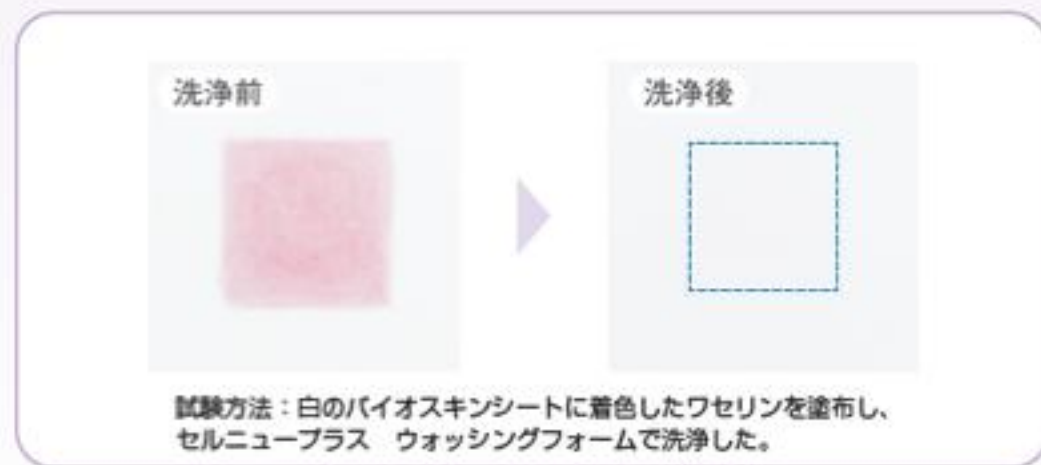 洗浄前
洗浄後
試験方法：白のバイオスキンシートに着色したワセリンを塗布し、
セルニュープラス　ウォッシングフォームで洗浄した。